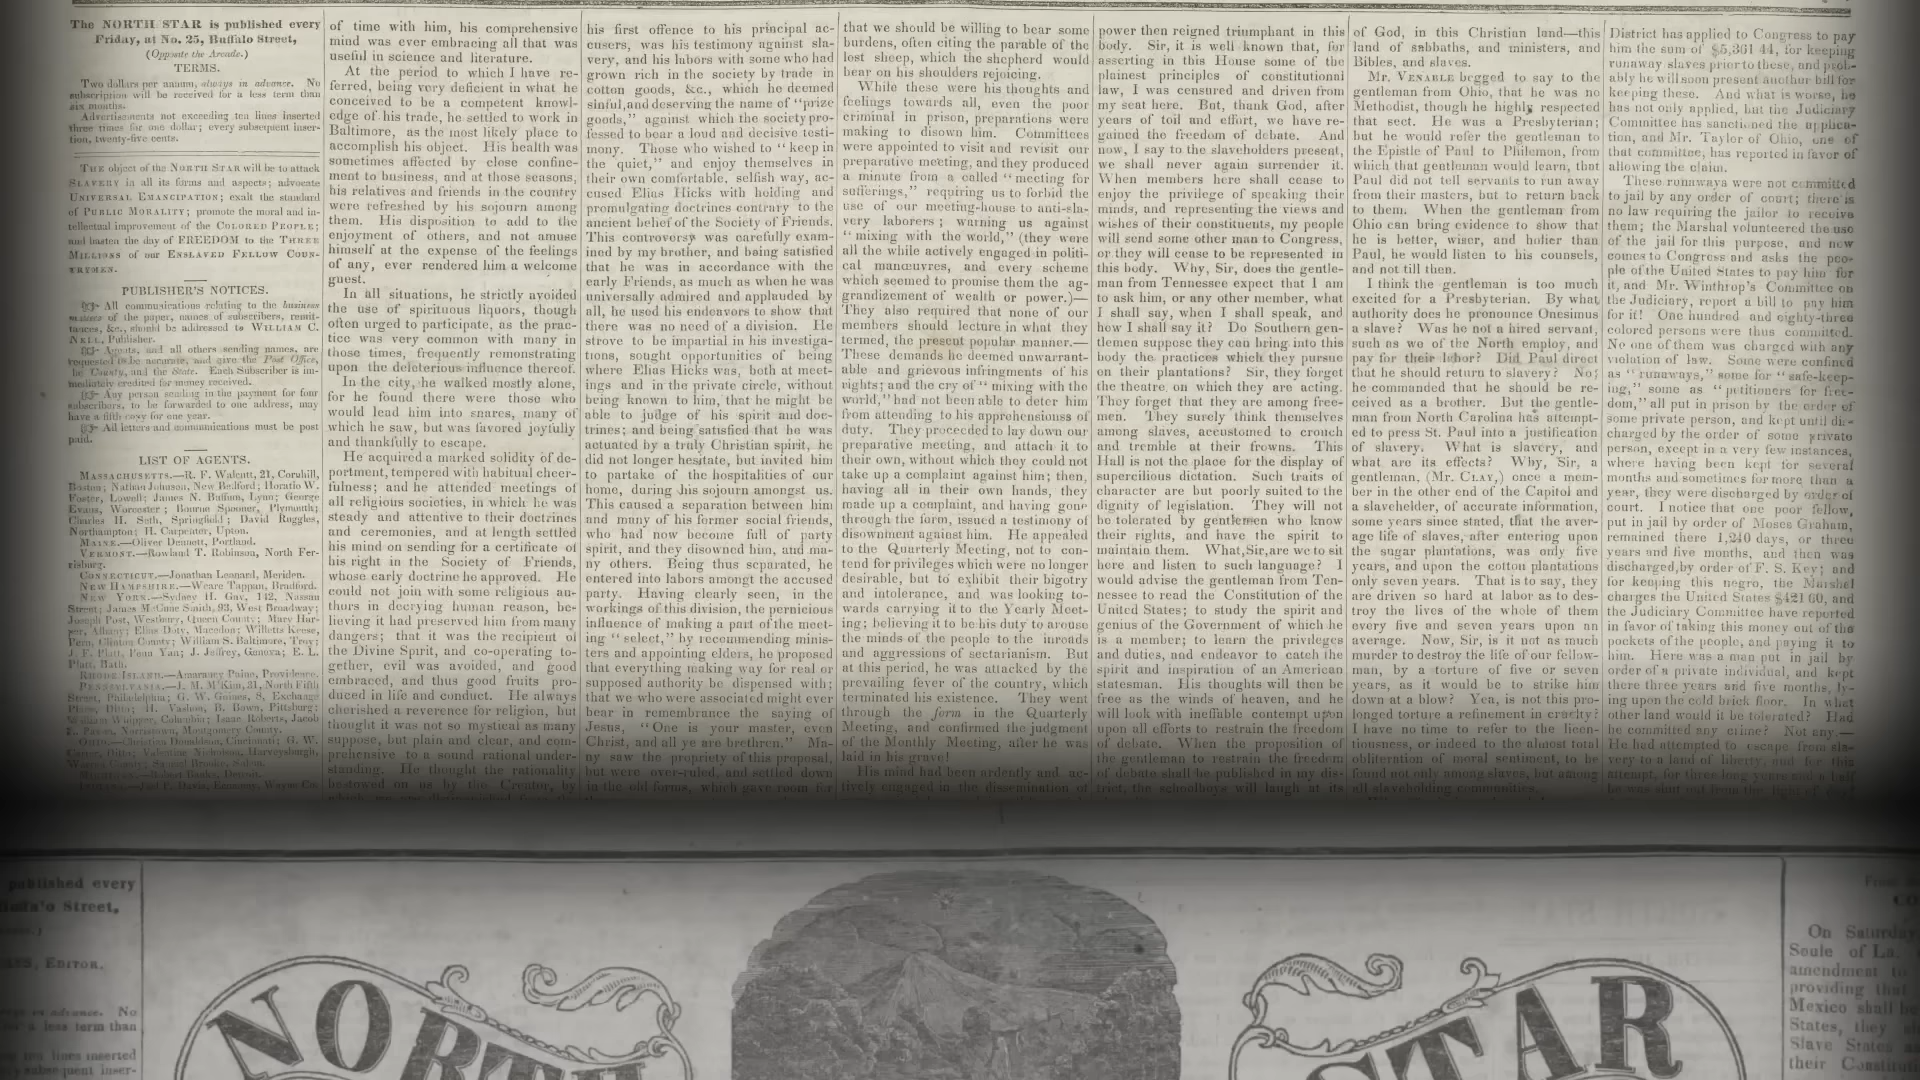 The NORTH STAR is published every
Friday, at No. 25, Buffalo Street,
(Opposite the Arcade.)
TERMS.
Two dollars per annum, always in advance. No
subscription will be received for a less term than
six months.
Advertisements not exceeding ten lines inserted
three times for one dollar; every subsequent inser-
tion, twenty-five cents.
THE object of the NORTH STAR will be to attack
SLAVERY in all its forms and aspects; advocate
UNIVERSAL EMANCIPATION; exalt the standard
of PUBLIC MORALITY; promote the moral and in-
tellectual improvement of the COLORED PEOPLE;
and hasten the day of FREEDOM to the THREE
MILLIONS of our ENSLAVED FELLOW COUN-
TRYMEN.
PUBLISHER'S NOTICES.
All communications relating to the business
matters of the paper, names of subscribers, remit-
tances, &c., should be addressed to WILLIAM C.
NELL, Publisher.
Agents, and all others sending names, are
requested to be accurate, and give the Post Office,
the County, and the State. Each Subscriber is im-
mediately credited for money received.
Any person sending in the payment for four
subscribers, to be forwarded to one address, may
have a fifth copy for one year.
All letters and communications must be post
paid.
LIST OF AGENTS.
MASSACHUSETTS.—R. F. Walcutt, 21, Cornhill,
Boston; Nathan Johnson, New Bedford; Horatio W.
Foster, Lowell; James N. Buffum, Lynn; George
Evans, Worcester; Bourne Spooner, Plymouth;
Charles H. Seth, Springfield; David Ruggles,
Northampton; H. Carpenter, Upton.
MAINE.—Oliver Dennett, Portland.
VERMONT.—Rowland T. Robinson, North Fer-
risburg.
CONNECTICUT.—Jonathan Leonard, Meriden.
NEW HAMPSHIRE.—Weare Tappan, Bradford.
NEW YORK.—Sydney H. Gay, 142, Nassau
Street; James McCune Smith, 93, West Broadway;
Joseph Post, Westbury, Queen County; Mary Har-
per, Albany; Elias Doty, Macedon; Willetts Keese,
Peru, Clinton County; William S. Baltimore, Troy;
J. F. Platt, Penn Yan; J. Jeffrey, Geneva; E. L.
Platt, Bath.
RHODE ISLAND.—Amarancy Paine, Providence.
PENNSYLVANIA.—J. M. M'Kim, 31, North Fifth
Street, Philadelphia; G. W. Goines, 8, Exchange
Place, Ditto; H. Vashon, B. Bown, Pittsburg;
William Whipper, Columbia; Isaac Roberts, Jacob
L. Paxon, Norristown, Montgomery County.
OHIO.—Christian Donaldson, Cincinnati; G. W.
Carter, Ditto; Valentine Nicholson, Harveysburgh,
Warren County; Samuel Brooke, Salem.
MICHIGAN.—Robert Banks, Detroit.
of time with him, his comprehensive
mind was ever embracing all that was
useful in science and literature.
At the period to which I have re-
ferred, being very deficient in what he
conceived to be a competent knowl-
edge of his trade, he settled to work in
Baltimore, as the most likely place to
accomplish his object. His health was
sometimes affected by close confine-
ment to business, and at those seasons,
his relatives and friends in the country
were refreshed by his sojourn among
them. His disposition to add to the
enjoyment of others, and not amuse
himself at the expense of the feelings
of any, ever rendered him a welcome
guest.
In all situations, he strictly avoided
the use of spirituous liquors, though
often urged to participate, as the prac-
tice was very common with many in
those times, frequently remonstrating
upon the deleterious influence thereof.
In the city, he walked mostly alone,
for he found there were those who
would lead him into snares, many of
which he saw, but was favored joyfully
and thankfully to escape.
He acquired a marked solidity of de-
portment, tempered with habitual cheer-
fulness; and he attended meetings of
all religious societies, in which he was
steady and attentive to their doctrines
and ceremonies, and at length settled
his mind on sending for a certificate of
his right in the Society of Friends,
whose early doctrine he approved. He
could not join with some religious au-
thors in decrying human reason, be-
lieving it had preserved him from many
dangers; that it was the recipient of
the Divine Spirit, and co-operating to-
gether, evil was avoided, and good
embraced, and thus good fruits pro-
duced in life and conduct. He always
cherished a reverence for religion, but
thought it was not so mystical as many
suppose, but plain and clear, and com-
prehensive to a sound rational under-
standing. He thought the rationality
bestowed on us by the Creator, by
his first offence to his principal ac-
cusers, was his testimony against sla-
very, and his labors with some who had
grown rich in the society by trade in
cotton goods, &c., which he deemed
sinful, and deserving the name of "prize
goods," against which the society pro-
fessed to bear a loud and decisive testi-
mony. Those who wished to "keep in
the quiet," and enjoy themselves in
their own comfortable, selfish way, ac-
cused Elias Hicks with holding and
promulgating doctrines contrary to the
ancient belief of the Society of Friends.
This controversy was carefully exam-
ined by my brother, and being satisfied
that he was in accordance with the
early Friends, as much as when he was
universally admired and applauded by
all, he used his endeavors to show that
there was no need of a division. He
strove to be impartial in his investiga-
tions, sought opportunities of being
where Elias Hicks was, both at meet-
ings and in the private circle, without
being known to him, that he might be
able to judge of his spirit and doc-
trines; and being satisfied that he was
actuated by a truly Christian spirit, he
did not longer hesitate, but invited him
to partake of the hospitalities of our
home, during his sojourn amongst us.
This caused a separation between him
and many of his former social friends,
who had now become full of party
spirit, and they disowned him, and ma-
ny others. Being thus separated, he
entered into labors amongst the accused
party. Having clearly seen, in the
workings of this division, the pernicious
influence of making a part of the meet-
ing "select," by recommending minis-
ters and appointing elders, he proposed
that everything making way for real or
supposed authority be dispensed with;
that we who were associated might ever
bear in remembrance the saying of
Jesus, "One is your master, even
Christ, and all ye are brethren." Ma-
ny saw the propriety of this proposal,
but were over-ruled, and settled down
in the old forms, which gave room for
that we should be willing to bear some
burdens, often citing the parable of the
lost sheep, which the shepherd would
bear on his shoulders rejoicing.
While these were his thoughts and
feelings towards all, even the poor
criminal in prison, preparations were
making to disown him. Committees
were appointed to visit and revisit our
preparative meeting, and they produced
a minute from a called "meeting for
sufferings," requiring us to forbid the
use of our meeting-house to anti-sla-
very laborers; warning us against
"mixing with the world," (they were
all the while actively engaged in politi-
cal manœuvres, and every scheme
which seemed to promise them the ag-
grandizement of wealth or power.)—
They also required that none of our
members should lecture in what they
termed, the present popular manner.—
These demands he deemed unwarrant-
able and grievous infringments of his
rights; and the cry of "mixing with the
world," had not been able to deter him
from attending to his apprehensionss of
duty. They proceeded to lay down our
preparative meeting, and attach it to
their own, without which they could not
take up a complaint against him; then,
having all in their own hands, they
made up a complaint, and having gone
through the form, issued a testimony of
disownment against him. He appealed
to the Quarterly Meeting, not to con-
tend for privileges which were no longer
desirable, but to exhibit their bigotry
and intolerance, and was looking to-
wards carrying it to the Yearly Meet-
ing; believing it to be his duty to arouse
the minds of the people to the inroads
and aggressions of sectarianism. But
at this period, he was attacked by the
prevailing fever of the country, which
terminated his existence. They went
through the form in the Quarterly
Meeting, and confirmed the judgment
of the Monthly Meeting, after he was
laid in his grave!
His mind had been ardently and ac-
tively engaged in the dissemination of
power then reigned triumphant in this
body. Sir, it is well known that, for
asserting in this House some of the
plainest principles of constitutionl
law, I was censured and driven from
my seat here. But, thank God, after
years of toil and effort, we have re-
gained the freedom of debate. And
now, I say to the slaveholders present,
we shall never again surrender it.
When members here shall cease to
enjoy the privilege of speaking their
minds, and representing the views and
wishes of their constituents, my people
will send some other man to Congress,
or they will cease to be represented in
this body. Why, Sir, does the gentle-
man from Tennessee expect that I am
to ask him, or any other member, what
I shall say, when I shall speak, and
how I shall say it? Do Southern gen-
tlemen suppose they can bring into this
body the practices which they pursue
on their plantations? Sir, they forget
the theatre on which they are acting.
They forget that they are among free-
men. They surely think themselves
among slaves, accustomed to crouch
and tremble at their frowns. This
Hall is not the place for the display of
supercilious dictation. Such traits of
character are but poorly suited to the
dignity of legislation. They will not
be tolerated by gentlemen who know
their rights, and have the spirit to
maintain them. What, Sir, are we to sit
here and listen to such language? I
would advise the gentleman from Ten-
nessee to read the Constitution of the
United States; to study the spirit and
genius of the Government of which he
is a member; to learn the privileges
and duties, and endeavor to catch the
spirit and inspiration of an American
statesman. His thoughts will then be
free as the winds of heaven, and he
will look with ineffable contempt upon
upon all efforts to restrain the freedom
of debate. When the proposition of
the gentleman to restrain the freedom
of debate shall be published in my dis-
trict, the schoolboys will laugh at its
of God, in this Christian land—this
land of sabbaths, and ministers, and
Bibles, and slaves.
Mr. VENABLE begged to say to the
gentleman from Ohio, that he was no
Methodist, though he highly respected
that sect. He was a Presbyterian;
but he would refer the gentleman to
the Epistle of Paul to Philemon, from
which that gentleman would learn, that
Paul did not tell servants to run away
from their masters, but to return back
to them. When the gentleman from
Ohio can bring evidence to show that
he is better, wiser, and holier than
Paul, he would listen to his counsels,
and not till then.
I think the gentleman is too much
excited for a Presbyterian. By what
authority does he pronounce Onesimus
a slave? Was he not a hired servant,
such as we of the North employ, and
pay for their labor? Did Paul direct
that he should return to slavery? No;
he commanded that he should be re-
ceived as a brother. But the gentle-
man from North Carolina has attempt-
ed to press St. Paul into a justification
of slavery. What is slavery, and
what are its effects? Why, Sir, a
gentleman, (Mr. CLAY,) once a mem-
ber in the other end of the Capitol and
a slaveholder, of accurate information,
some years since stated, that the aver-
age life of slaves, after entering upon
the sugar plantations, was only five
years, and upon the cotton plantations
only seven years. That is to say, they
are driven so hard at labor as to des-
troy the lives of the whole of them
every five and seven years upon an
average. Now, Sir, is it not as much
murder to destroy the life of our fellow-
man, by a torture of five or seven
years, as it would be to strike him
down at a blow? Yea, is not this pro-
longed torture a refinement in cruelty?
I have no time to refer to the licen-
tiousness, or indeed to the almost total
obliteration of moral sentiment, to be
found not only among slaves, but among
all slaveholding communities.
District has applied to Congress to pay
him the sum of $5,361 44, for keeping
runaway slaves prior to these, and prob-
ably he will soon present another bill for
keeping these. And what is worse, he
has not only applied, but the Judiciary
Committee has sanctioned the applica-
tion, and Mr. Taylor of Ohio, one of
that committee, has reported in favor of
allowing the claim.
These runaways were not committed
to jail by any order of court; there is
no law requiring the jailor to receive
them; the Marshal volunteered the use
of the jail for this purpose, and now
comes to Congress and asks the peo-
ple of the United States to pay him for
it, and Mr. Winthrop's Committee on
the Judiciary, report a bill to pay him
for it! One hundred and eighty-three
colored persons were thus committed.
No one of them was charged with any
violation of law. Some were confined
as "runaways," some for "safe-keep-
ing," some as "petitioners for free-
dom," all put in prison by the order of
some private person, and kept until dis-
charged by the order of some private
person, except in a very few instances,
where having been kept for several
months and sometimes for more than a
year, they were discharged by order of
court. I notice that one poor fellow,
put in jail by order of Moses Graham,
remained there 1,240 days, or three
years and five months, and then was
discharged, by order of F. S. Key; and
for keeping this negro, the Marshal
charges the United States $421 60, and
the Judiciary Committee have reported
in favor of taking this money out of the
pockets of the people, and paying it to
him. Here was a man put in jail by
order of a private individual, and kept
there three years and five months, ly-
ing upon the cold brick floor. In what
other land would it be tolerated? Had
he committed any crime? Not any.—
He had attempted to escape from sla-
very to a land of liberty, and for this
attempt, for three long years and a half
he was shut out from the light of day!
published every
Buffalo Street,
EDITOR.
in advance. No
a less term than
ten lines inserted
subsequent inser-
NORTH STAR
On Saturday,
Soule of La.
amendment to
providing that
Mexico shall be
States, they
Slave States
their Constituti